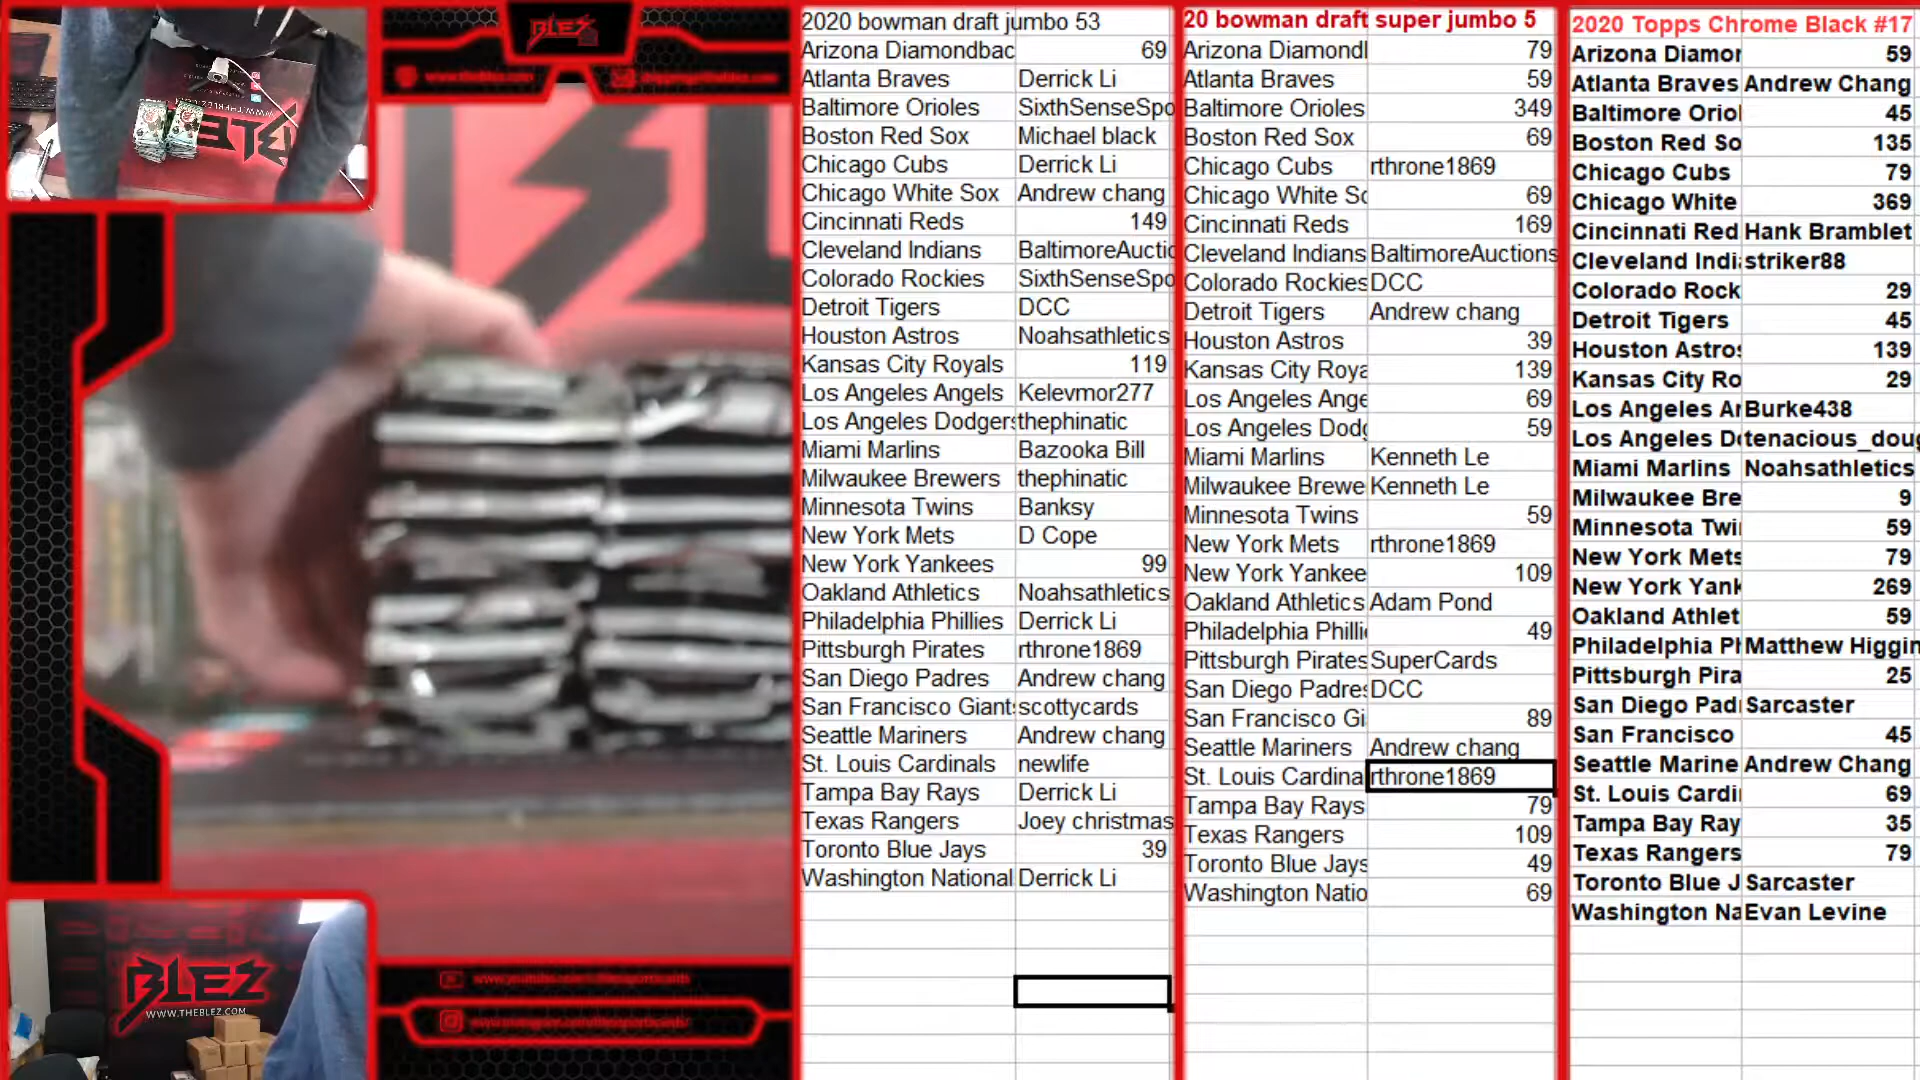 BLEZ
2020 bowman draft jumbo 53
Arizona Diamondbac 69
Atlanta Braves Derrick Li
Baltimore Orioles SixthSenseSpo
Boston Red Sox Michael black
Chicago Cubs Derrick Li
Chicago White Sox Andrew chang
Cincinnati Reds 149
Cleveland Indians BaltimoreAuctio
Colorado Rockies SixthSenseSpo
Detroit Tigers DCC
Houston Astros Noahsathletics
Kansas City Royals 119
Los Angeles Angels Kelevmor277
Los Angeles Dodgers thephinatic
Miami Marlins Bazooka Bill
Milwaukee Brewers thephinatic
Minnesota Twins Banksy
New York Mets D Cope
New York Yankees 99
Oakland Athletics Noahsathletics
Philadelphia Phillies Derrick Li
Pittsburgh Pirates rthrone1869
San Diego Padres Andrew chang
San Francisco Giants scottycards
Seattle Mariners Andrew chang
St. Louis Cardinals newlife
Tampa Bay Rays Derrick Li
Texas Rangers Joey christmas
Toronto Blue Jays 39
Washington National Derrick Li
20 bowman draft super jumbo 5
Arizona Diamond 79
Atlanta Braves 59
Baltimore Orioles 349
Boston Red Sox 69
Chicago Cubs rthrone1869
Chicago White So 69
Cincinnati Reds 169
Cleveland Indians BaltimoreAuctions
Colorado Rockies DCC
Detroit Tigers Andrew chang
Houston Astros 39
Kansas City Roya 139
Los Angeles Ange 69
Los Angeles Dodg 59
Miami Marlins Kenneth Le
Milwaukee Brewe Kenneth Le
Minnesota Twins 59
New York Mets rthrone1869
New York Yankee 109
Oakland Athletics Adam Pond
Philadelphia Philli 49
Pittsburgh Pirates SuperCards
San Diego Padres DCC
San Francisco Gi 89
Seattle Mariners Andrew chang
St. Louis Cardina rthrone1869
Tampa Bay Rays 79
Texas Rangers 109
Toronto Blue Jays 49
Washington Natio 69
2020 Topps Chrome Black #17
Arizona Diamor 59
Atlanta Braves Andrew Chang
Baltimore Oriol 45
Boston Red So 135
Chicago Cubs 79
Chicago White 369
Cincinnati Red Hank Bramblet
Cleveland Indi striker88
Colorado Rock 29
Detroit Tigers 45
Houston Astros 139
Kansas City Ro 29
Los Angeles A Burke438
Los Angeles D tenacious_doug
Miami Marlins Noahsathletics
Milwaukee Bre 9
Minnesota Twi 59
New York Mets 79
New York Yank 269
Oakland Athlet 59
Philadelphia P Matthew Higgin
Pittsburgh Pira 25
San Diego Pad Sarcaster
San Francisco 45
Seattle Marine Andrew Chang
St. Louis Cardi 69
Tampa Bay Ray 35
Texas Rangers 79
Toronto Blue J Sarcaster
Washington Na Evan Levine
BLEZ
WWW.THEBLEZ.COM